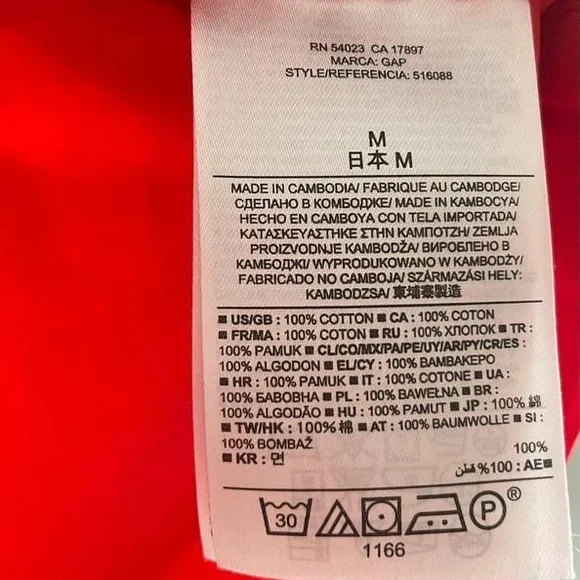 RN 54023 CA 17897
MARCA: GAP
STYLE/REFERENCIA: 516088
M
日本 M
MADE IN CAMBODIA/ FABRIQUE AU CAMBODGE/
СДЕЛАНО В КОМБОДЖЕ/ MADE IN KAMBOCYA/
HECHO EN CAMBOYA CON TELA IMPORTADA/
ΚΑΤΑΣΚΕΥΑΣΤΗΚΕ ΣΤΗΝ ΚΑΜΠΟΤΖΗ/ ZEMLJA
PROIZVODNJE KAMBODŽA/ ВИРОБЛЕНО В
КАМБОДЖІ/ WYPRODUKOWANO W KAMBODŻY/
FABRICADO NO CAMBOJA/ SZÁRMAZÁSI HELY:
KAMBODZSA/ 柬埔寨製造
■ US/GB : 100% COTTON ■ CA : 100% COTON
■ FR/MA : 100% COTON ■ RU : 100% ХЛОПОК ■ TR :
100% PAMUK ■ CL/CO/MX/PA/PE/UY/AR/PY/CR/ES :
100% ALGODON ■ EL/CY : 100% ΒΑΜΒΑΚΕΡΟ
■ HR : 100% PAMUK ■ IT : 100% COTONE ■ UA :
100% БАВОВНА ■ PL : 100% BAWEŁNA ■ BR :
100% ALGODÃO ■ HU : 100% PAMUT ■ JP : 100% 綿
■ TW/HK : 100% 棉 ■ AT : 100% BAUMWOLLE ■ SI :
100% BOMBAŽ
100%
■ KR : 면
■AE : 100% قطن
30
P
®
1166